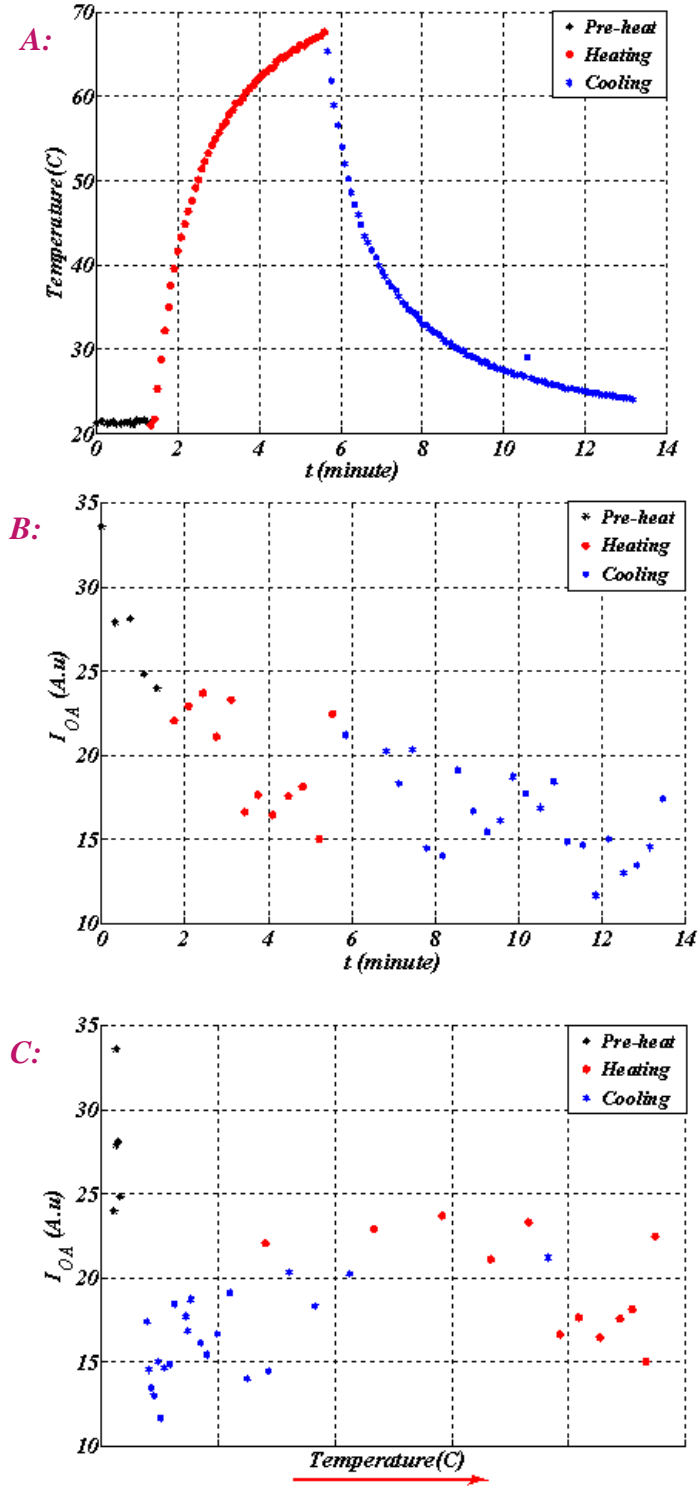 A:
70
60
50
40
30
20
Temperature(C)
Pre-heat
Heating
Cooling
0 2 4 6 8 10 12 14
t (minute)
B:
35
30
25
20
15
10
I_OA (A.u)
Pre-heat
Heating
Cooling
0 2 4 6 8 10 12 14
t (minute)
C:
35
30
25
20
15
10
I_OA (A.u)
Pre-heat
Heating
Cooling
Temperature(C)